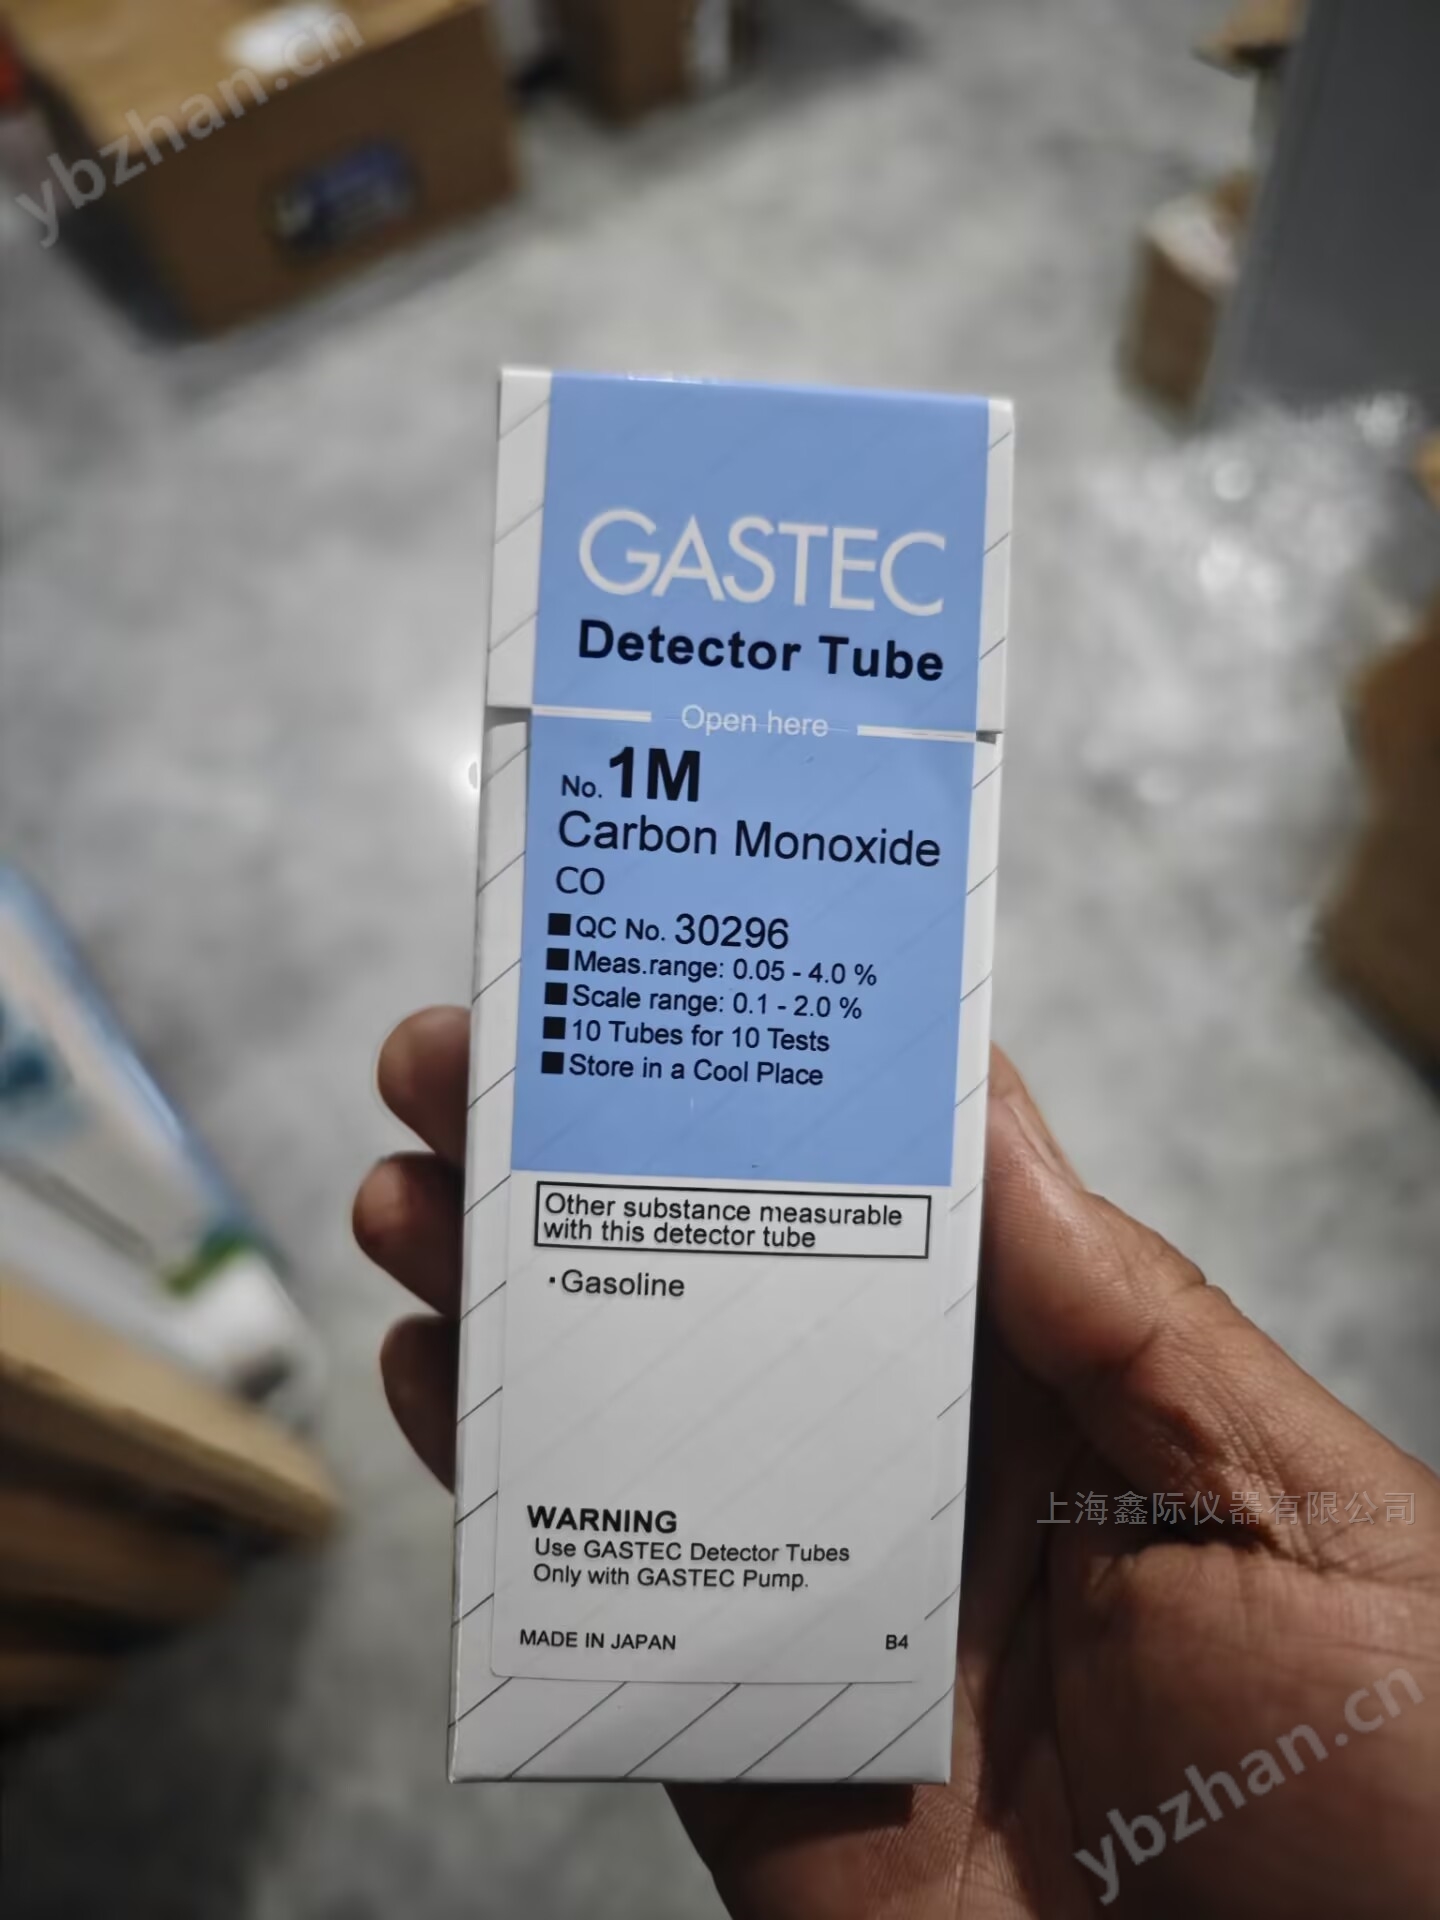 ybzhan.cn
GASTEC
Detector Tube
Open here
No. 1M
Carbon Monoxide
CO
■QC No. 30296
■Meas.range: 0.05 - 4.0 %
■Scale range: 0.1 - 2.0 %
■10 Tubes for 10 Tests
■Store in a Cool Place
Other substance measurable
with this detector tube
・Gasoline
上海鑫际仪器有限公司
WARNING
Use GASTEC Detector Tubes
Only with GASTEC Pump.
MADE IN JAPAN B4
ybzhan.cn